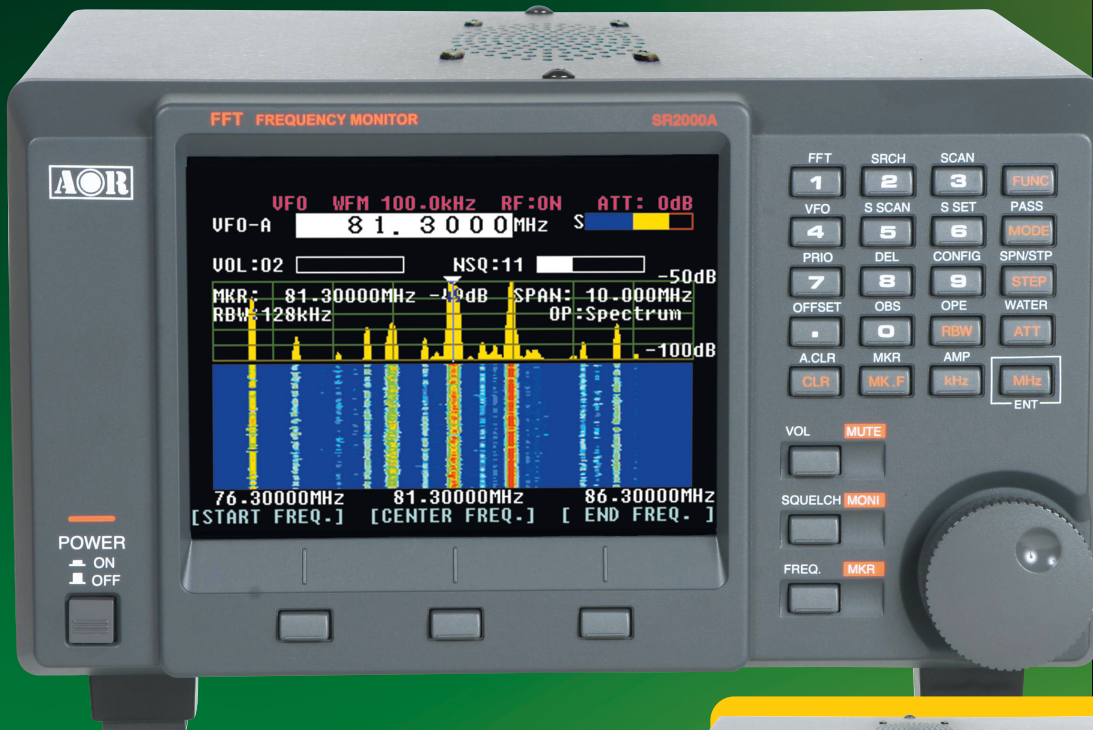 FFT FREQUENCY MONITOR SR2000A
AOR
VFO WFM 100.0kHz RF:ON ATT: 0dB
VFO-A 81.3000MHz S
VOL:02 NSQ:11
-50dB
MKR: 81.30000MHz -49dB SPAN: 10.000MHz
RBW:128kHz OP:Spectrum
-100dB
76.30000MHz 81.30000MHz 86.30000MHz
[START FREQ.] [CENTER FREQ.] [ END FREQ. ]
POWER
ON
OFF
FFT SRCH SCAN
1 2 3 FUNC
VFO S SCAN S SET PASS
4 5 6 MODE
PRIO DEL CONFIG SPN/STP
7 8 9 STEP
OFFSET OBS OPE WATER
. 0 RBW ATT
A.CLR MKR AMP
CLR MK.F kHz MHz
ENT
VOL MUTE
SQUELCH MONI
FREQ. MKR